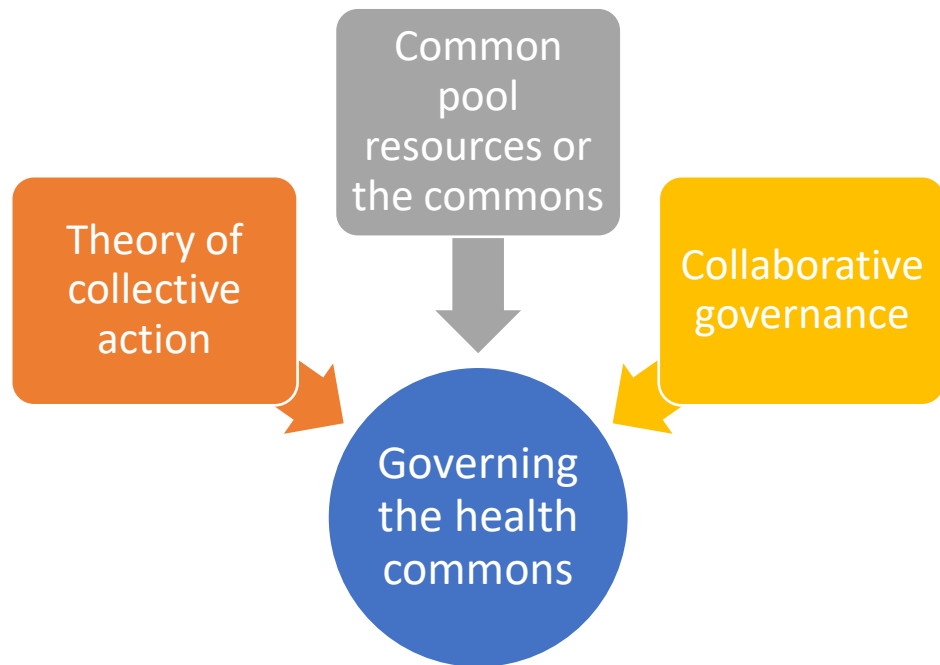 Common
pool
resources or
the commons
Theory of
collective
action
Collaborative
governance
Governing
the health
commons